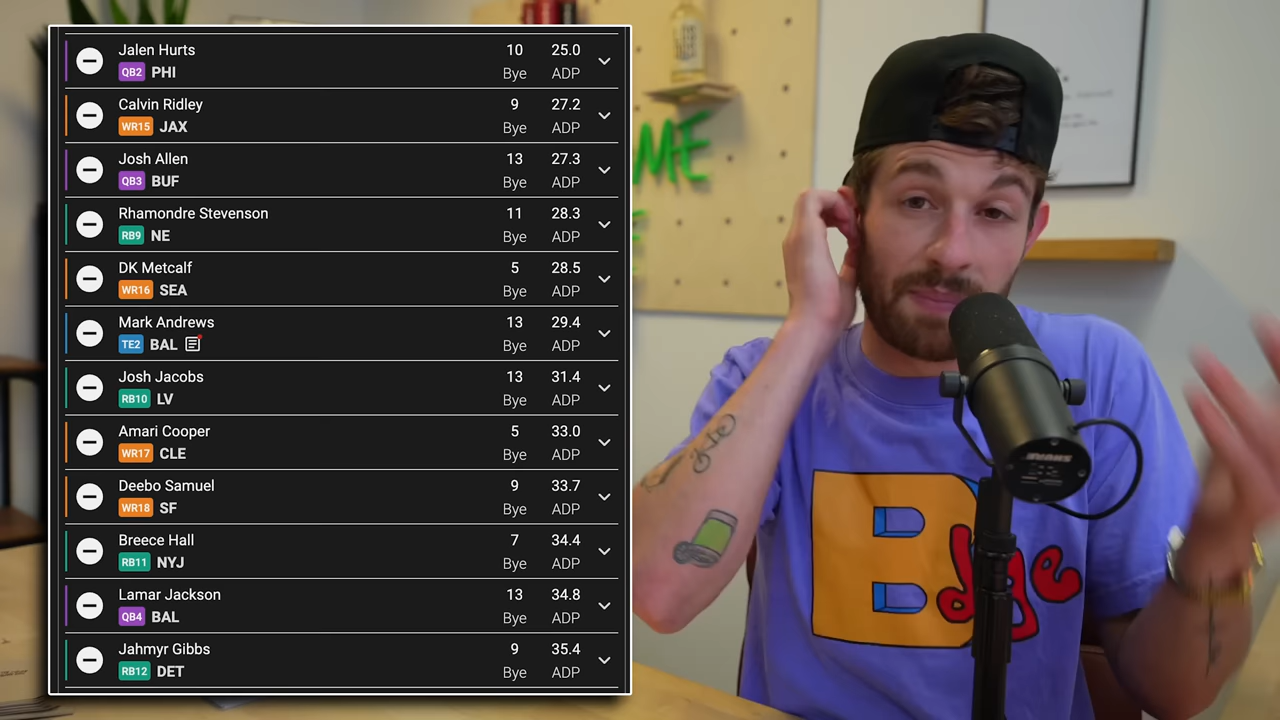 Jalen Hurts 10 25.0
QB2 PHI Bye ADP
Calvin Ridley 9 27.2
WR15 JAX Bye ADP
Josh Allen 13 27.3
QB3 BUF Bye ADP
Rhamondre Stevenson 11 28.3
RB9 NE Bye ADP
DK Metcalf 5 28.5
WR16 SEA Bye ADP
Mark Andrews 13 29.4
TE2 BAL Bye ADP
Josh Jacobs 13 31.4
RB10 LV Bye ADP
Amari Cooper 5 33.0
WR17 CLE Bye ADP
Deebo Samuel 9 33.7
WR18 SF Bye ADP
Breece Hall 7 34.4
RB11 NYJ Bye ADP
Lamar Jackson 13 34.8
QB4 BAL Bye ADP
Jahmyr Gibbs 9 35.4
RB12 DET Bye ADP
ME
E
Bdge